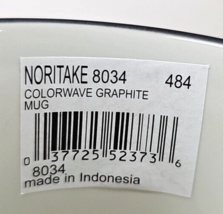 NORITAKE 8034 484
COLORWAVE GRAPHITE
MUG
0 37725 52373 6
8034
made in Indonesia